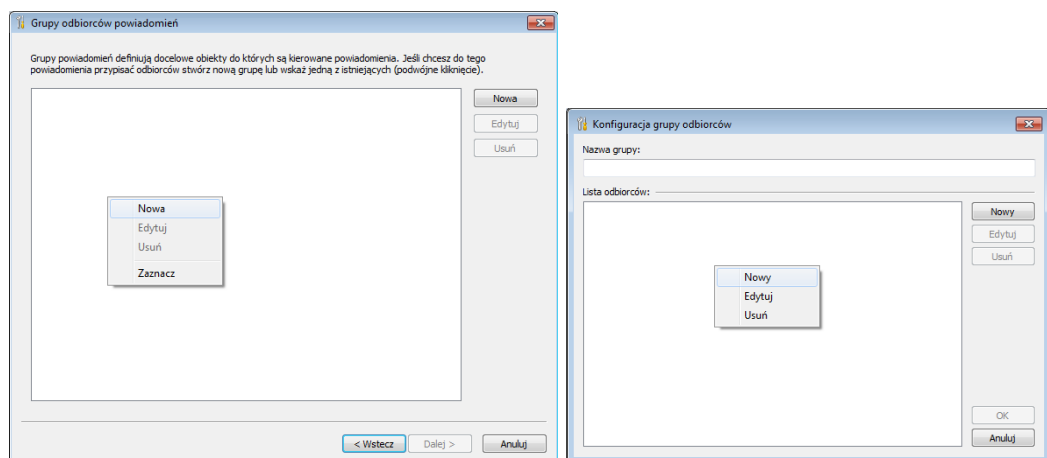 Grupy odbiorców powiadomień
Grupy powiadomień definiują docelowe obiekty do których są kierowane powiadomienia. Jeśli chcesz do tego
powiadomienia przypisać odbiorców stwórz nową grupę lub wskaż jedną z istniejących (podwójne kliknięcie).
Nowa
Edytuj
Usuń
Nowa
Edytuj
Usuń
Zaznacz
< Wstecz
Dalej >
Anuluj
Konfiguracja grupy odbiorców
Nazwa grupy:
Lista odbiorców:
Nowy
Edytuj
Usuń
Nowy
Edytuj
Usuń
OK
Anuluj